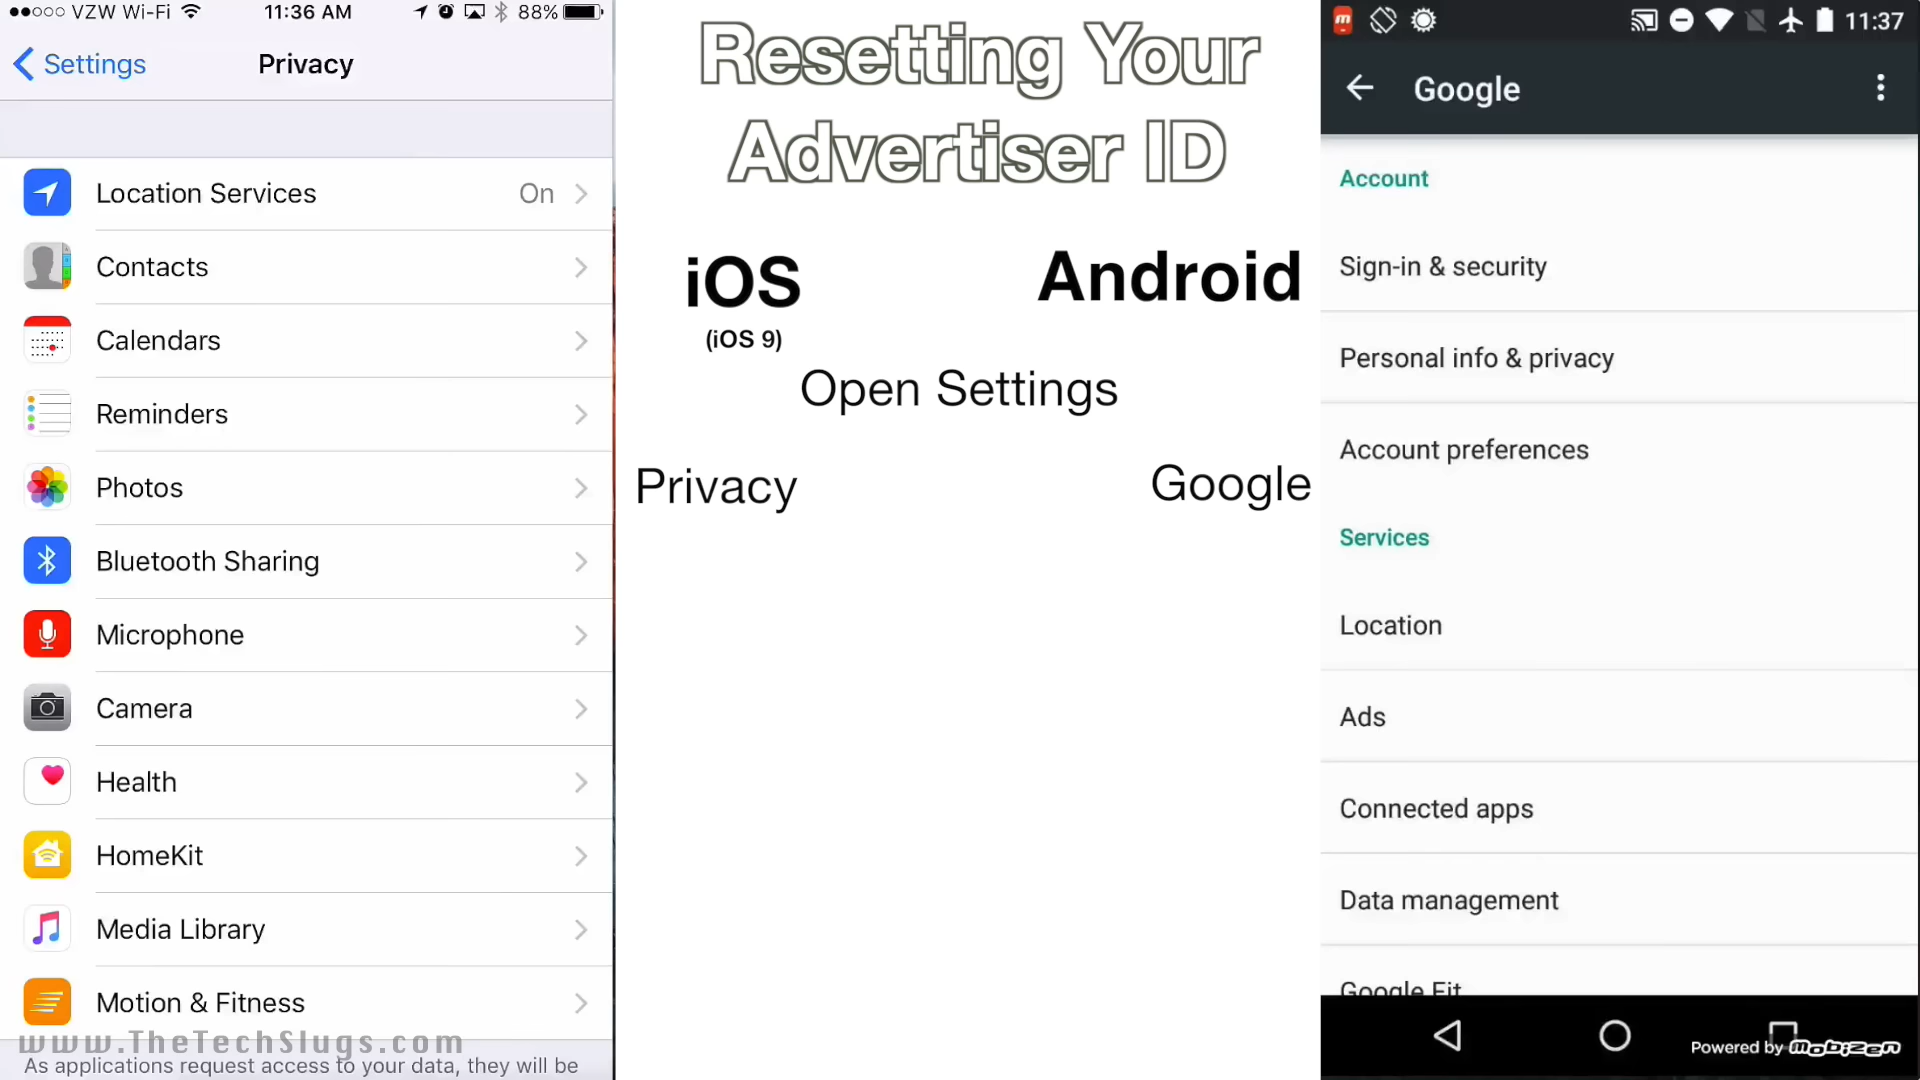 VZW Wi-Fi 11:36 AM 88%
Settings Privacy
Location Services On
Contacts
Calendars
Reminders
Photos
Bluetooth Sharing
Microphone
Camera
Health
HomeKit
Media Library
Motion & Fitness
www.TheTechSlugs.com
As applications request access to your data, they will be
Resetting Your
Advertiser ID
iOS Android
(iOS 9)
Open Settings
Privacy Google
11:37
Google
Account
Sign-in & security
Personal info & privacy
Account preferences
Services
Location
Ads
Connected apps
Data management
Google Fit
Powered by mobizen